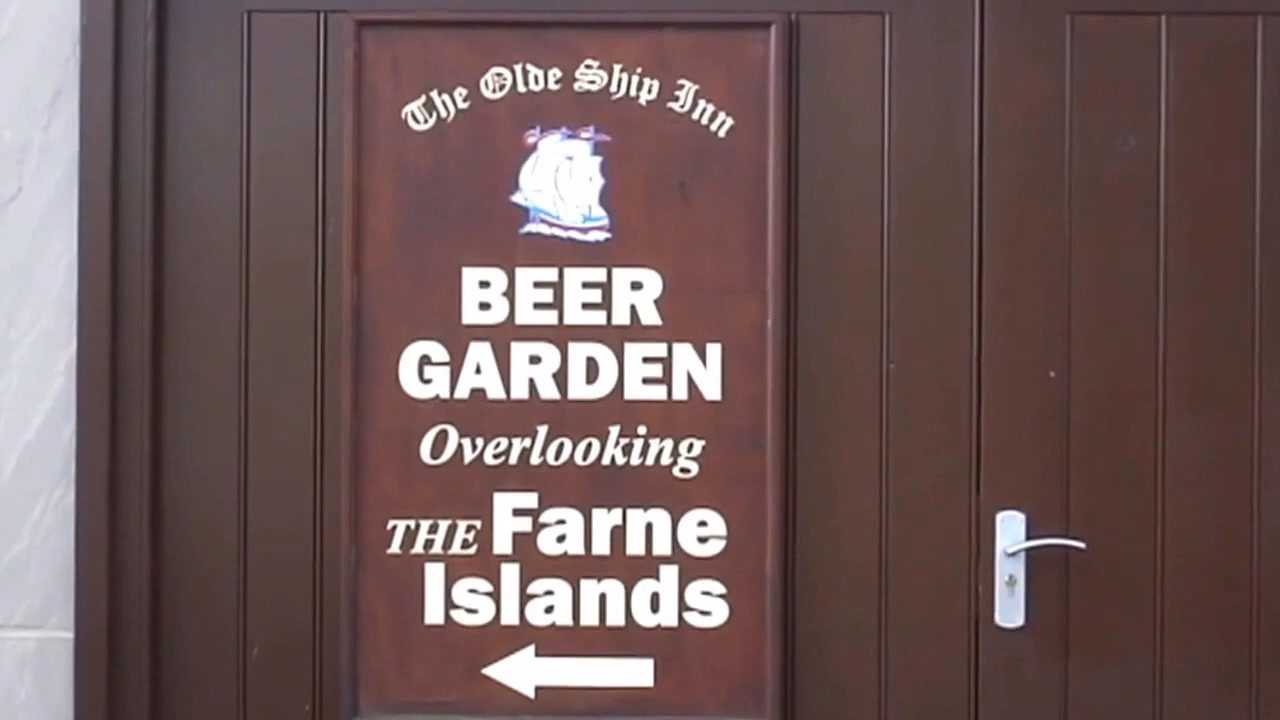 The Olde Ship Inn
BEER
GARDEN
Overlooking
THE Farne
Islands